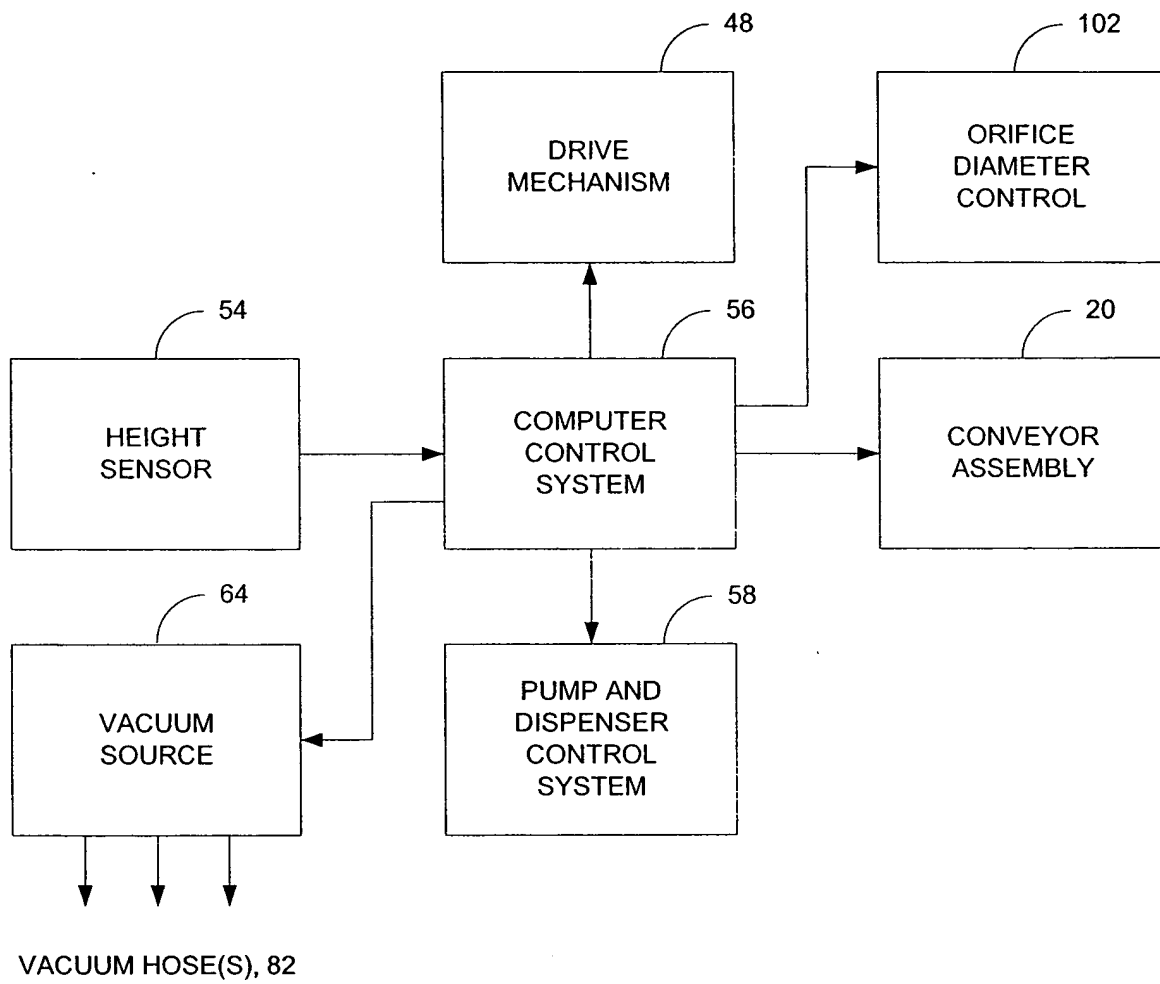 48
102
DRIVE
MECHANISM
ORIFICE
DIAMETER
CONTROL
54
56
20
HEIGHT
SENSOR
COMPUTER
CONTROL
SYSTEM
CONVEYOR
ASSEMBLY
64
58
VACUUM
SOURCE
PUMP AND
DISPENSER
CONTROL
SYSTEM
VACUUM HOSE(S), 82